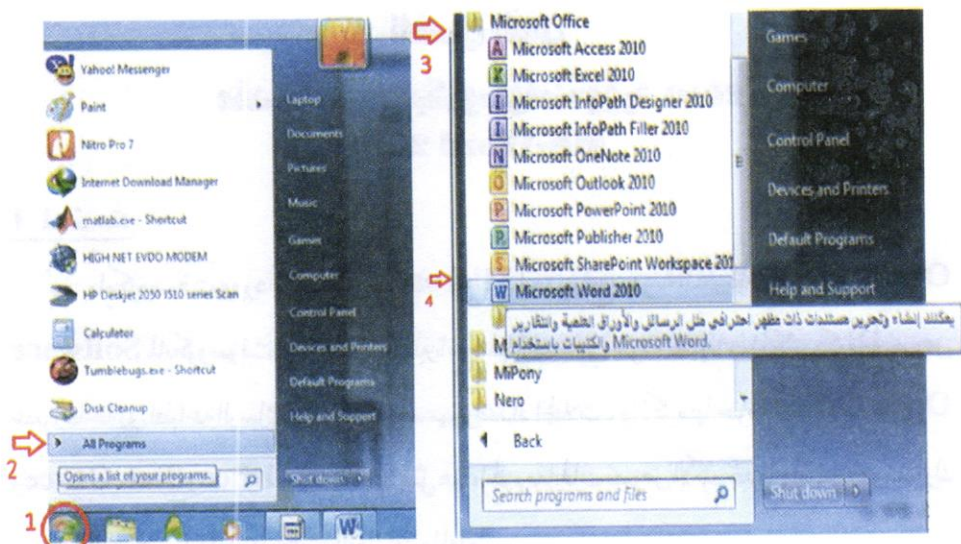 Yahoo! Messenger
Paint
Nitro Pro 7
Internet Download Manager
matlab.exe - Shortcut
HIGH NET EVDO MODEM
HP Deskjet 2050 J510 series Scan
Calculator
Tumblebugs.exe - Shortcut
Disk Cleanup
2 All Programs
Opens a list of your programs.
1
Laptop
Documents
Pictures
Music
Games
Computer
Control Panel
Devices and Printers
Default Programs
Help and Support
Shut down
3 Microsoft Office
Microsoft Access 2010
Microsoft Excel 2010
Microsoft InfoPath Designer 2010
Microsoft InfoPath Filler 2010
Microsoft OneNote 2010
Microsoft Outlook 2010
Microsoft PowerPoint 2010
Microsoft Publisher 2010
Microsoft SharePoint Workspace 201
4 Microsoft Word 2010
يمكنك إنشاء وتحرير مستندات ذات مظهر احترافي مثل الرسائل والأوراق العلمية والتقارير
والكتيبات باستخدام Microsoft Word.
M
MiPony
Nero
Back
Search programs and files
Games
Computer
Control Panel
Devices and Printers
Default Programs
Help and Support
Shut down